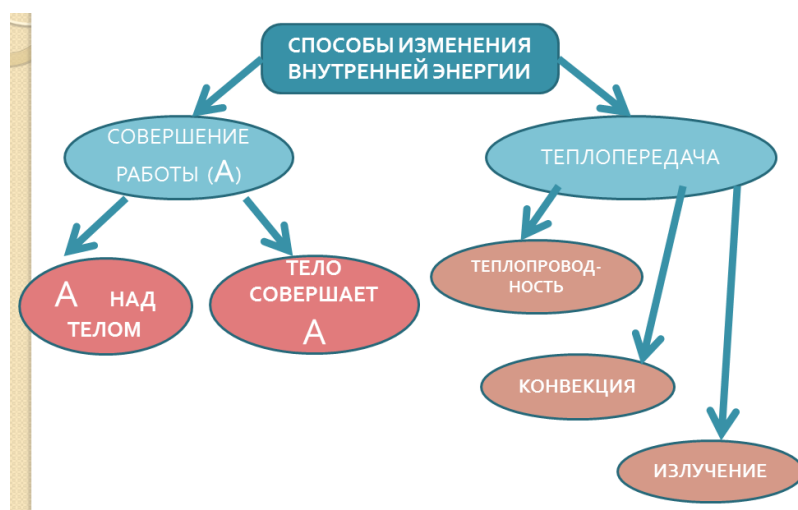 СПОСОБЫ ИЗМЕНЕНИЯ
ВНУТРЕННЕЙ ЭНЕРГИИ
СОВЕРШЕНИЕ
РАБОТЫ (А)
ТЕПЛОПЕРЕДАЧА
А НАД
ТЕЛОМ
ТЕЛО
СОВЕРШАЕТ
А
ТЕПЛОПРОВОД-
НОСТЬ
КОНВЕКЦИЯ
ИЗЛУЧЕНИЕ